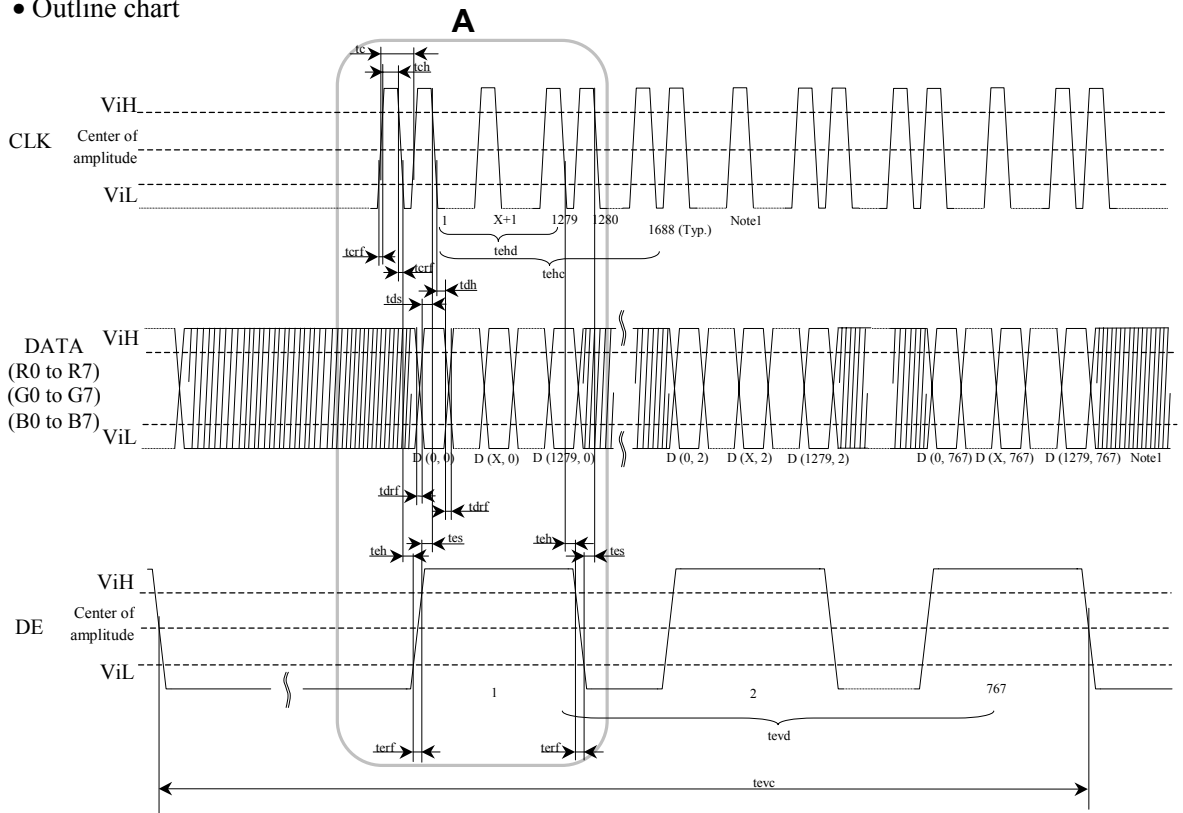 • Outline chart
A
tc
tch
ViH
CLK
Center of
amplitude
ViL
1 X+1 1279 1280
1688 (Typ.)
Note1
tehd
tehc
tcrf
tcrf
tdh
tds
DATA
(R0 to R7)
(G0 to G7)
(B0 to B7)
ViH
ViL
D (0, 0) D (X, 0) D (1279, 0) D (0, 2) D (X, 2) D (1279, 2) D (0, 767) D (X, 767) D (1279, 767) Note1
tdrf
tdrf
teh tes teh tes
ViH
DE
Center of
amplitude
ViL
1 2 767
tevd
terf terf
tevc